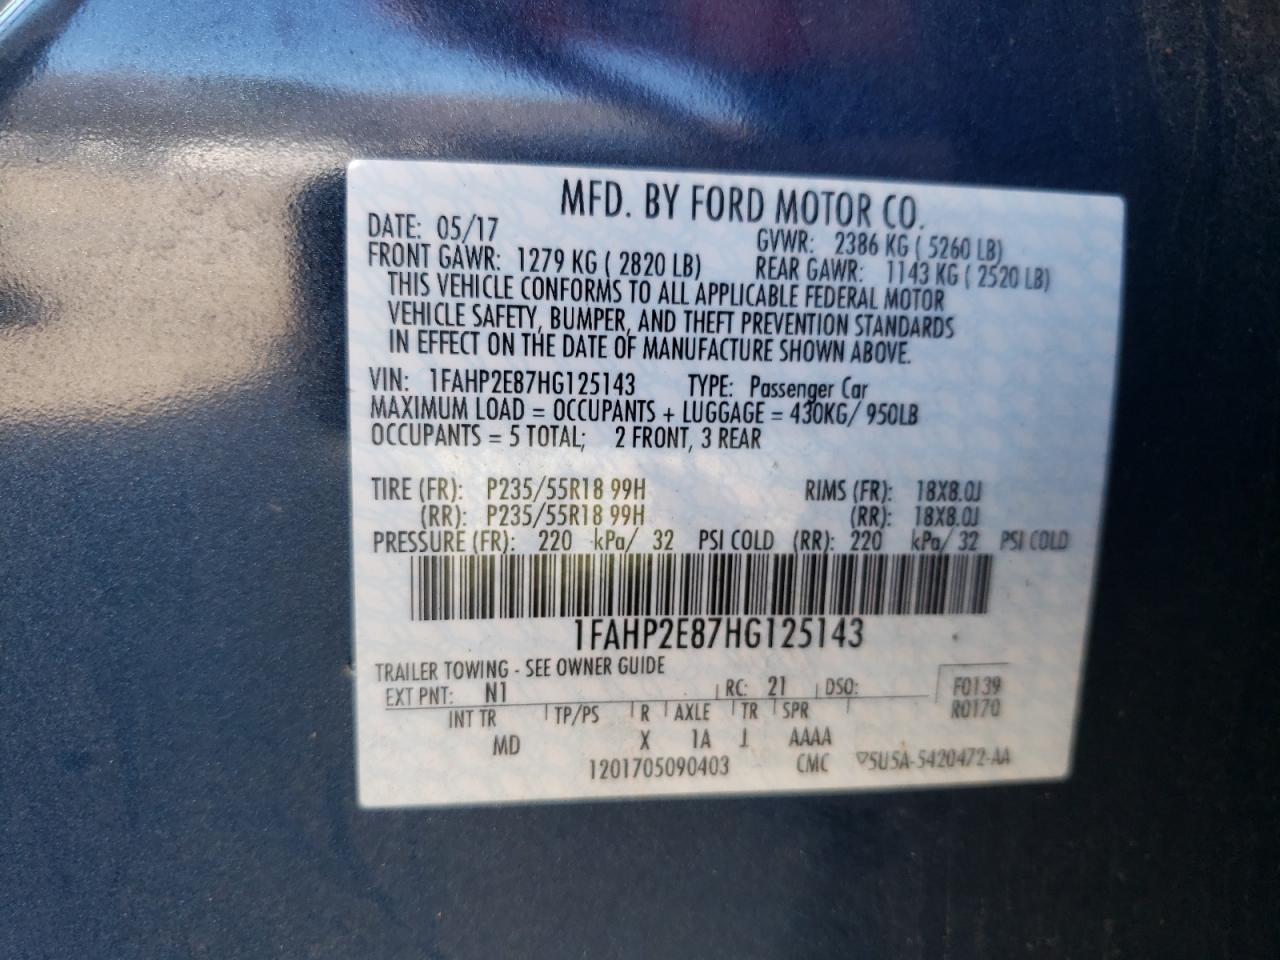 MFD. BY FORD MOTOR CO.
DATE: 05/17 GVWR: 2386 KG ( 5260 LB)
FRONT GAWR: 1279 KG ( 2820 LB) REAR GAWR: 1143 KG ( 2520 LB)
THIS VEHICLE CONFORMS TO ALL APPLICABLE FEDERAL MOTOR
VEHICLE SAFETY, BUMPER, AND THEFT PREVENTION STANDARDS
IN EFFECT ON THE DATE OF MANUFACTURE SHOWN ABOVE.
VIN: 1FAHP2E87HG125143 TYPE: Passenger Car
MAXIMUM LOAD = OCCUPANTS + LUGGAGE = 430KG/ 950LB
OCCUPANTS = 5 TOTAL; 2 FRONT, 3 REAR
TIRE (FR): P235/55R18 99H RIMS (FR): 18X8.0J
(RR): P235/55R18 99H (RR): 18X8.0J
PRESSURE (FR): 220 kPa/ 32 PSI COLD (RR): 220 kPa/ 32 PSI COLD
1FAHP2E87HG125143
TRAILER TOWING - SEE OWNER GUIDE
EXT PNT: N1 RC: 21 DSO: F0139
INT TR TP/PS R AXLE TR SPR R0170
MD X 1A J AAAA
1201705090403 CMC ▽5U5A-5420472-AA